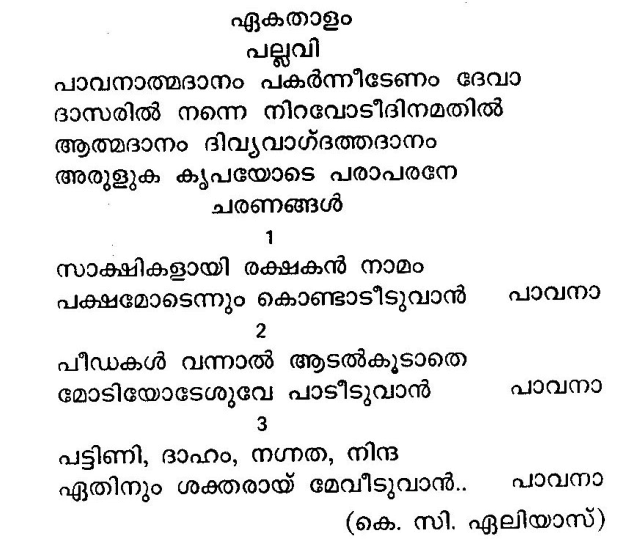 ഏകതാളം
പല്ലവി
പാവനാത്മദാനം പകർന്നീടേണം ദേവാ
ദാസരിൽ നന്നെ നിറവോടീദിനമതിൽ
ആത്മദാനം ദിവ്യവാഗ്ദത്തദാനം
അരുളുക കൃപയോടെ പരാപരനേ
ചരണങ്ങൾ
1
സാക്ഷികളായി രക്ഷകൻ നാമം
പക്ഷമോടെന്നും കൊണ്ടാടീടുവാൻ പാവനാ
2
പീഡകൾ വന്നാൽ ആടൽകൂടാതെ
മോടിയോടേശുവേ പാടീടുവാൻ പാവനാ
3
പട്ടിണി, ദാഹം, നഗ്നത, നിന്ദ
ഏതിനും ശക്തരായ് മേവീടുവാൻ.. പാവനാ
(കെ. സി. ഏലിയാസ്)